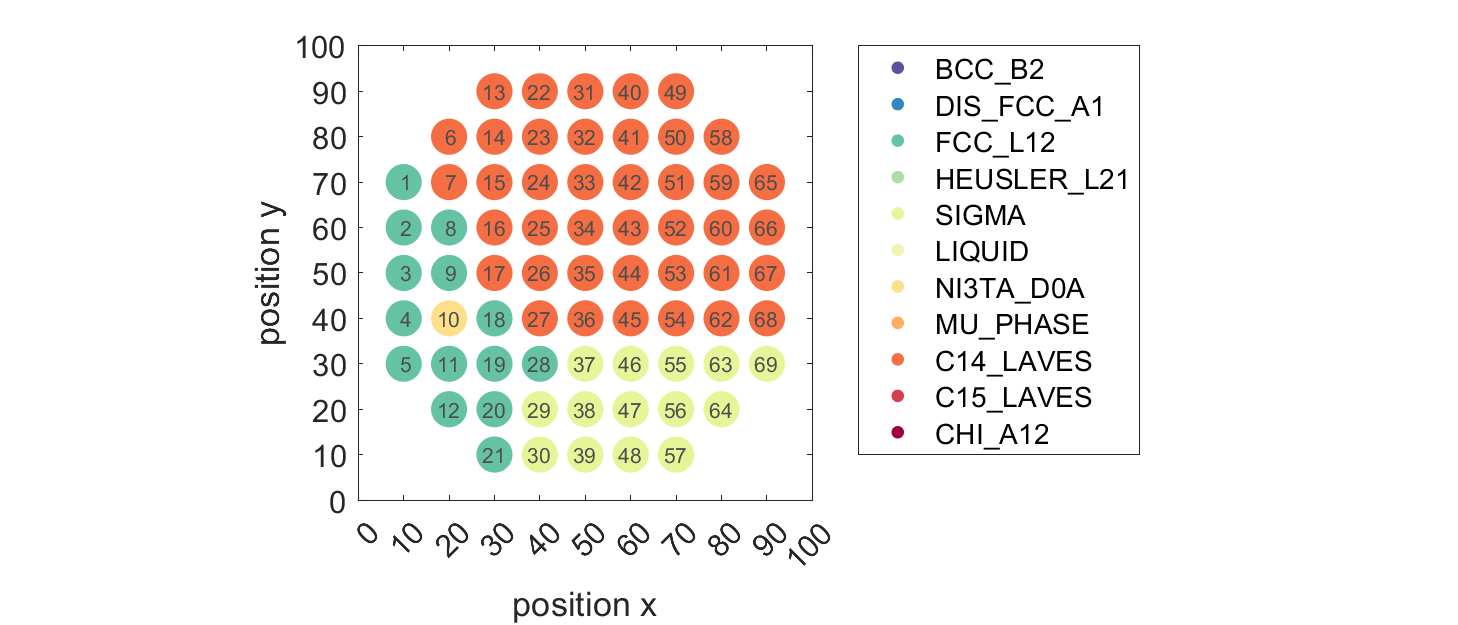 100
90
80
70
60
50
40
30
20
10
0
position y
13 22 31 40 49
6 14 23 32 41 50 58
1 7 15 24 33 42 51 59 65
2 8 16 25 34 43 52 60 66
3 9 17 26 35 44 53 61 67
4 10 18 27 36 45 54 62 68
5 11 19 28 37 46 55 63 69
12 20 29 38 47 56 64
21 30 39 48 57
0 10 20 30 40 50 60 70 80 90 100
position x
BCC_B2
DIS_FCC_A1
FCC_L12
HEUSLER_L21
SIGMA
LIQUID
NI3TA_D0A
MU_PHASE
C14_LAVES
C15_LAVES
CHI_A12